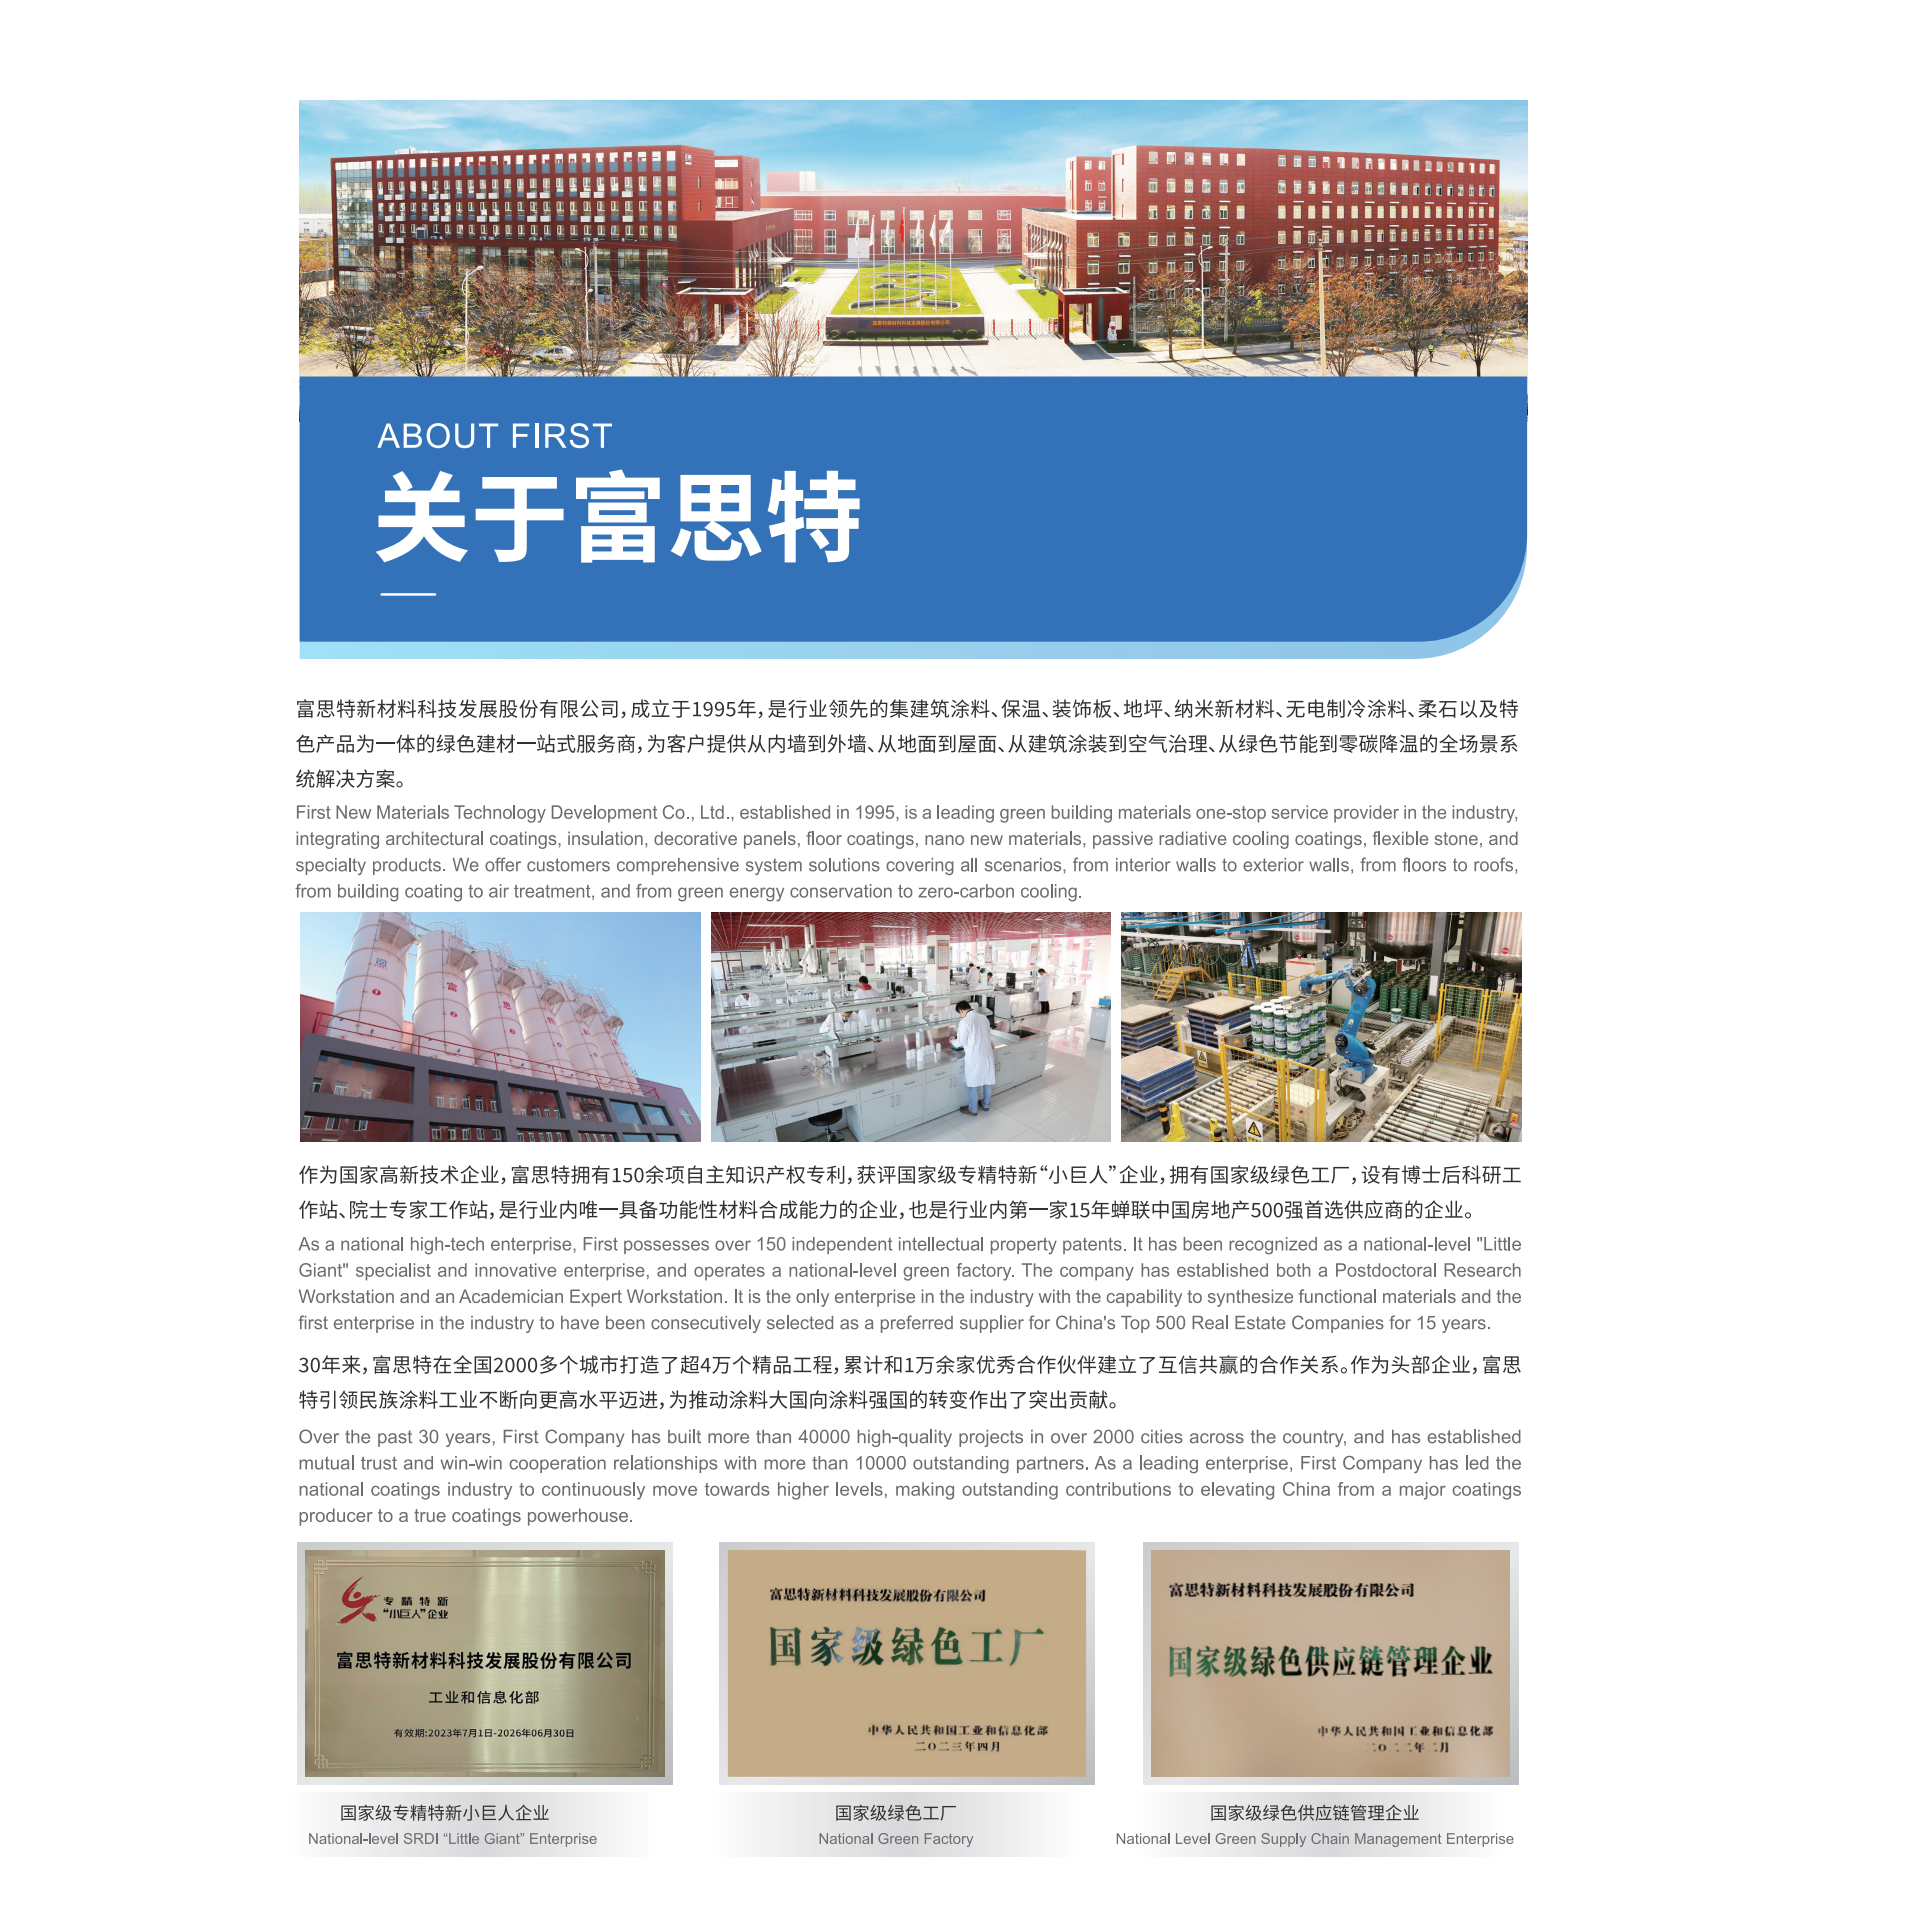 富思特新材料科技发展股份有限公司
ABOUT FIRST
关于富思特
富思特新材料科技发展股份有限公司，成立于1995年，是行业领先的集建筑涂料、保温、装饰板、地坪、纳米新材料、无电制冷涂料、柔石以及特
色产品为一体的绿色建材一站式服务商，为客户提供从内墙到外墙、从地面到屋面、从建筑涂装到空气治理、从绿色节能到零碳降温的全场景系
统解决方案。
First New Materials Technology Development Co., Ltd., established in 1995, is a leading green building materials one-stop service provider in the industry,
integrating architectural coatings, insulation, decorative panels, floor coatings, nano new materials, passive radiative cooling coatings, flexible stone, and
specialty products. We offer customers comprehensive system solutions covering all scenarios, from interior walls to exterior walls, from floors to roofs,
from building coating to air treatment, and from green energy conservation to zero-carbon cooling.
富思特
作为国家高新技术企业，富思特拥有150余项自主知识产权专利，获评国家级专精特新“小巨人”企业，拥有国家级绿色工厂，设有博士后科研工
作站、院士专家工作站，是行业内唯一具备功能性材料合成能力的企业，也是行业内第一家15年蝉联中国房地产500强首选供应商的企业。
As a national high-tech enterprise, First possesses over 150 independent intellectual property patents. It has been recognized as a national-level "Little
Giant" specialist and innovative enterprise, and operates a national-level green factory. The company has established both a Postdoctoral Research
Workstation and an Academician Expert Workstation. It is the only enterprise in the industry with the capability to synthesize functional materials and the
first enterprise in the industry to have been consecutively selected as a preferred supplier for China's Top 500 Real Estate Companies for 15 years.
30年来，富思特在全国2000多个城市打造了超4万个精品工程，累计和1万余家优秀合作伙伴建立了互信共赢的合作关系。作为头部企业，富思
特引领民族涂料工业不断向更高水平迈进，为推动涂料大国向涂料强国的转变作出了突出贡献。
Over the past 30 years, First Company has built more than 40000 high-quality projects in over 2000 cities across the country, and has established
mutual trust and win-win cooperation relationships with more than 10000 outstanding partners. As a leading enterprise, First Company has led the
national coatings industry to continuously move towards higher levels, making outstanding contributions to elevating China from a major coatings
producer to a true coatings powerhouse.
专精特新
“小巨人”企业
富思特新材料科技发展股份有限公司
工业和信息化部
有效期:2023年7月1日-2026年06月30日
富思特新材料科技发展股份有限公司
国家级绿色工厂
中华人民共和国工业和信息化部
二〇二三年四月
富思特新材料科技发展股份有限公司
国家级绿色供应链管理企业
中华人民共和国工业和信息化部
国家级专精特新小巨人企业
National-level SRDI “Little Giant” Enterprise
国家级绿色工厂
National Green Factory
国家级绿色供应链管理企业
National Level Green Supply Chain Management Enterprise